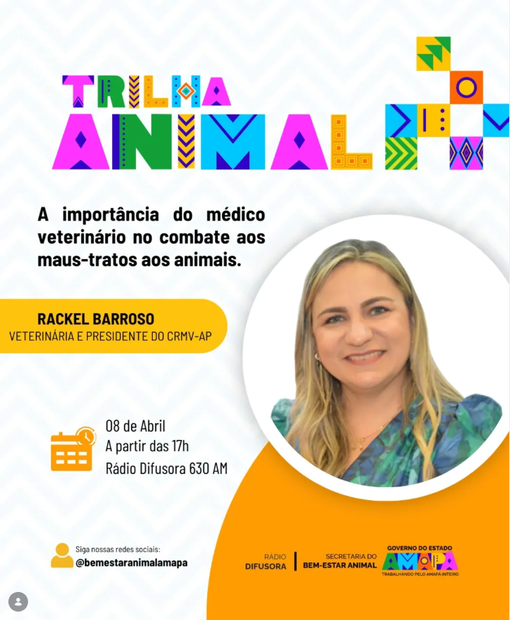 TRILHA
ANIMAL
A importância do médico
veterinário no combate aos
maus-tratos aos animais.
RACKEL BARROSO
VETERINÁRIA E PRESIDENTE DO CRMV-AP
08 de Abril
A partir das 17h
Rádio Difusora 630 AM
Siga nossas redes sociais:
@bemestaranimalamapa
RÁDIO
DIFUSORA
SECRETARIA DO
BEM-ESTAR ANIMAL
GOVERNO DO ESTADO
AMAPÁ
TRABALHANDO PELO AMAPÁ INTEIRO